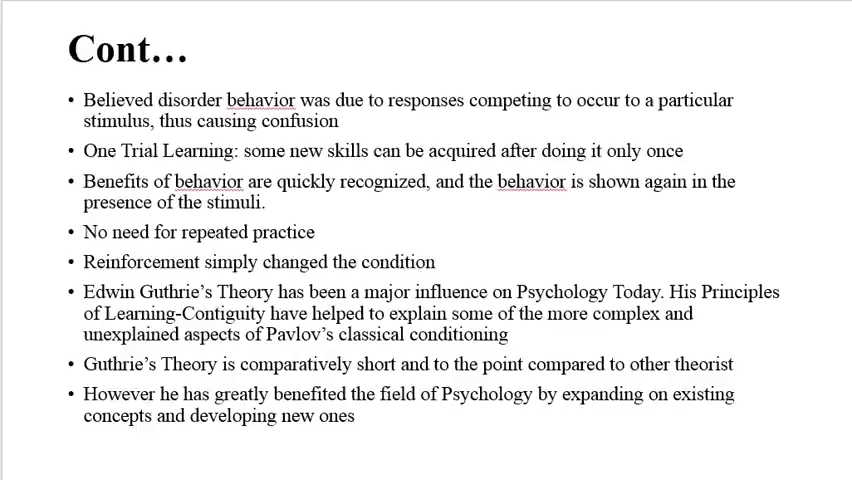 Cont…
• Believed disorder behavior was due to responses competing to occur to a particular
stimulus, thus causing confusion
• One Trial Learning: some new skills can be acquired after doing it only once
• Benefits of behavior are quickly recognized, and the behavior is shown again in the
presence of the stimuli.
• No need for repeated practice
• Reinforcement simply changed the condition
• Edwin Guthrie’s Theory has been a major influence on Psychology Today. His Principles
of Learning-Contiguity have helped to explain some of the more complex and
unexplained aspects of Pavlov’s classical conditioning
• Guthrie’s Theory is comparatively short and to the point compared to other theorist
• However he has greatly benefited the field of Psychology by expanding on existing
concepts and developing new ones